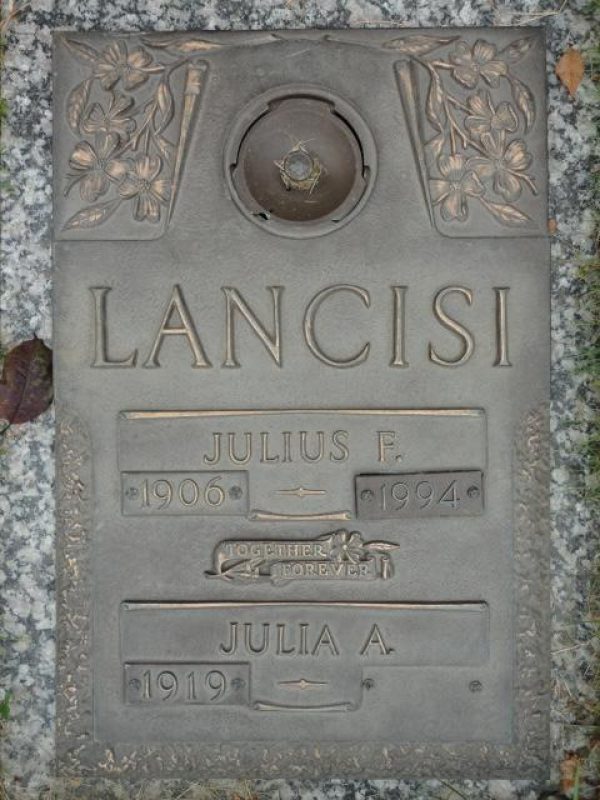 LANCISI
JULIUS F.
1906 1994
TOGETHER
FOREVER
JULIA A.
1919